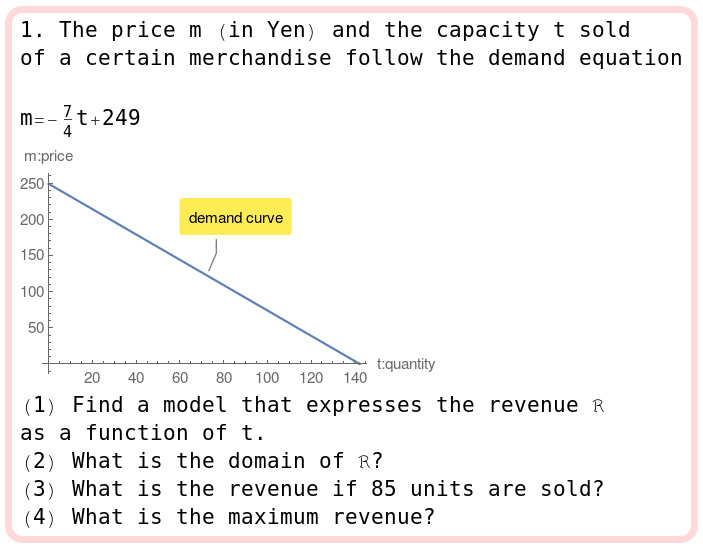 1. The price m (in Yen) and the capacity t sold
of a certain merchandise follow the demand equation
m=-7/4 t+249
m:price
250
200
150
100
50
demand curve
20 40 60 80 100 120 140
t:quantity
(1) Find a model that expresses the revenue ℛ
as a function of t.
(2) What is the domain of ℛ?
(3) What is the revenue if 85 units are sold?
(4) What is the maximum revenue?